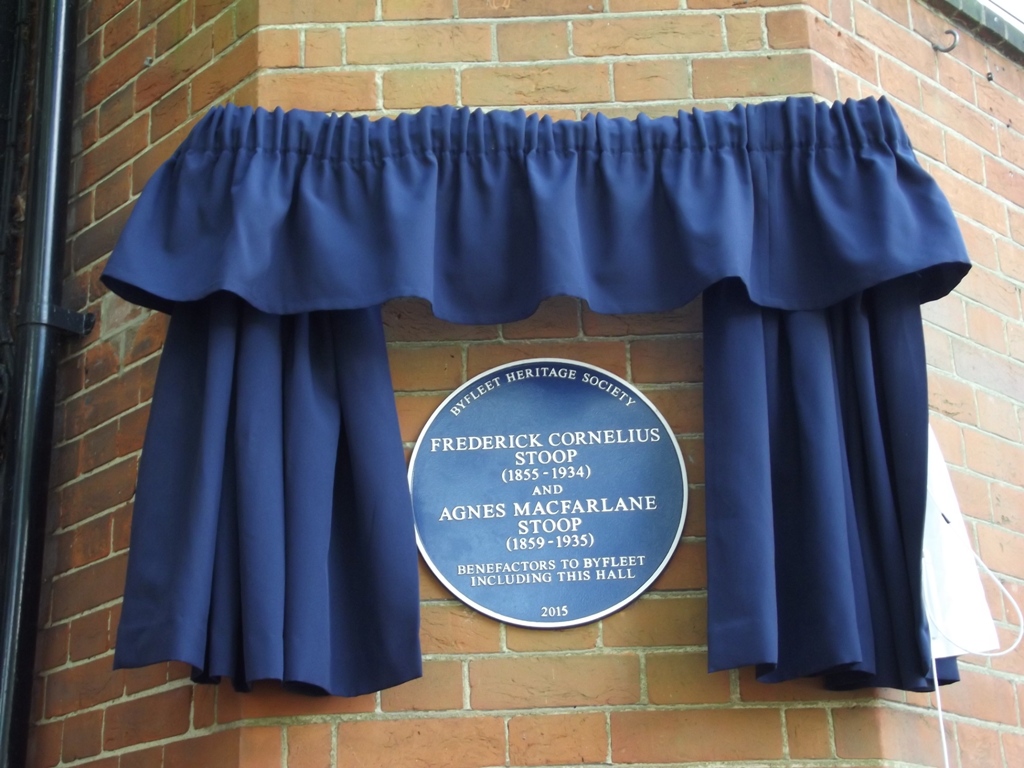 BYFLEET HERITAGE SOCIETY
FREDERICK CORNELIUS
STOOP
(1855-1934)
AND
AGNES MACFARLANE
STOOP
(1859-1935)
BENEFACTORS TO BYFLEET
INCLUDING THIS HALL
2015